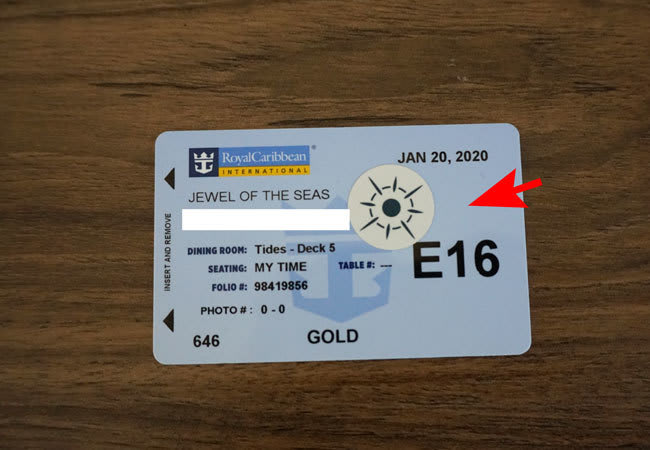 RoyalCaribbean®
INTERNATIONAL
JAN 20, 2020
JEWEL OF THE SEAS
INSERT AND REMOVE
DINING ROOM: Tides - Deck 5
SEATING: MY TIME TABLE #: ---
E16
FOLIO #: 98419856
PHOTO # : 0 - 0
646
GOLD